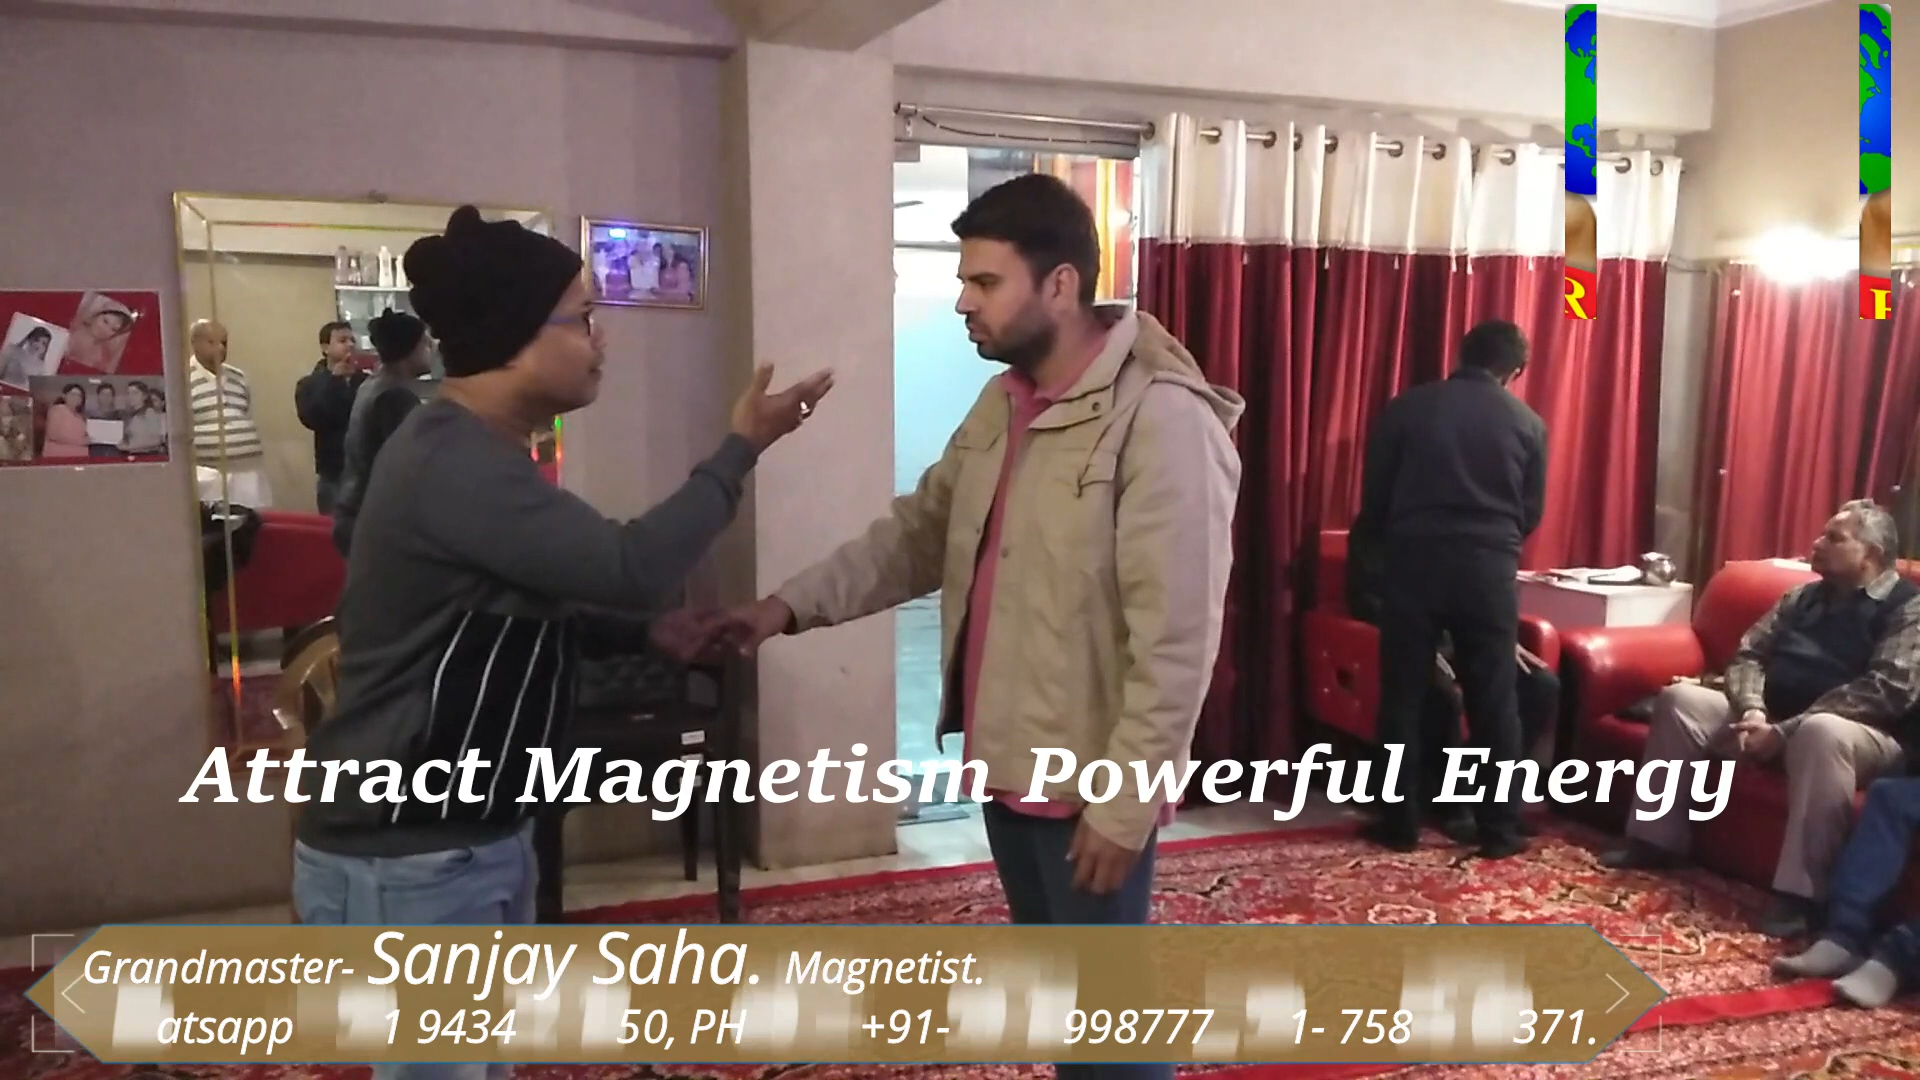 R
Attract Magnetism Powerful Energy
Grandmaster- Sanjay Saha. Magnetist.
atsapp 1 9434 50, PH +91- 998777 1- 758 371.